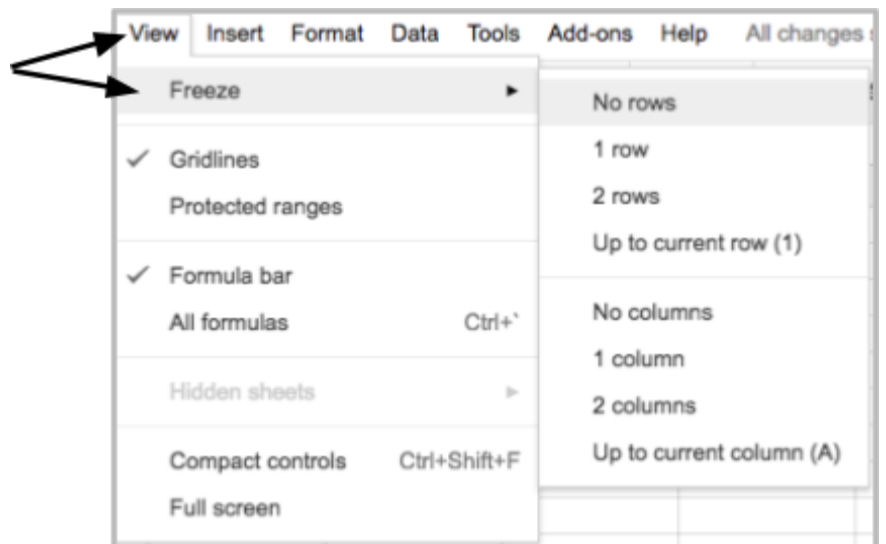 View Insert Format Data Tools Add-ons Help All changes
Freeze
Gridlines
Protected ranges
Formula bar
All formulas Ctrl+`
Hidden sheets
Compact controls Ctrl+Shift+F
Full screen
No rows
1 row
2 rows
Up to current row (1)
No columns
1 column
2 columns
Up to current column (A)